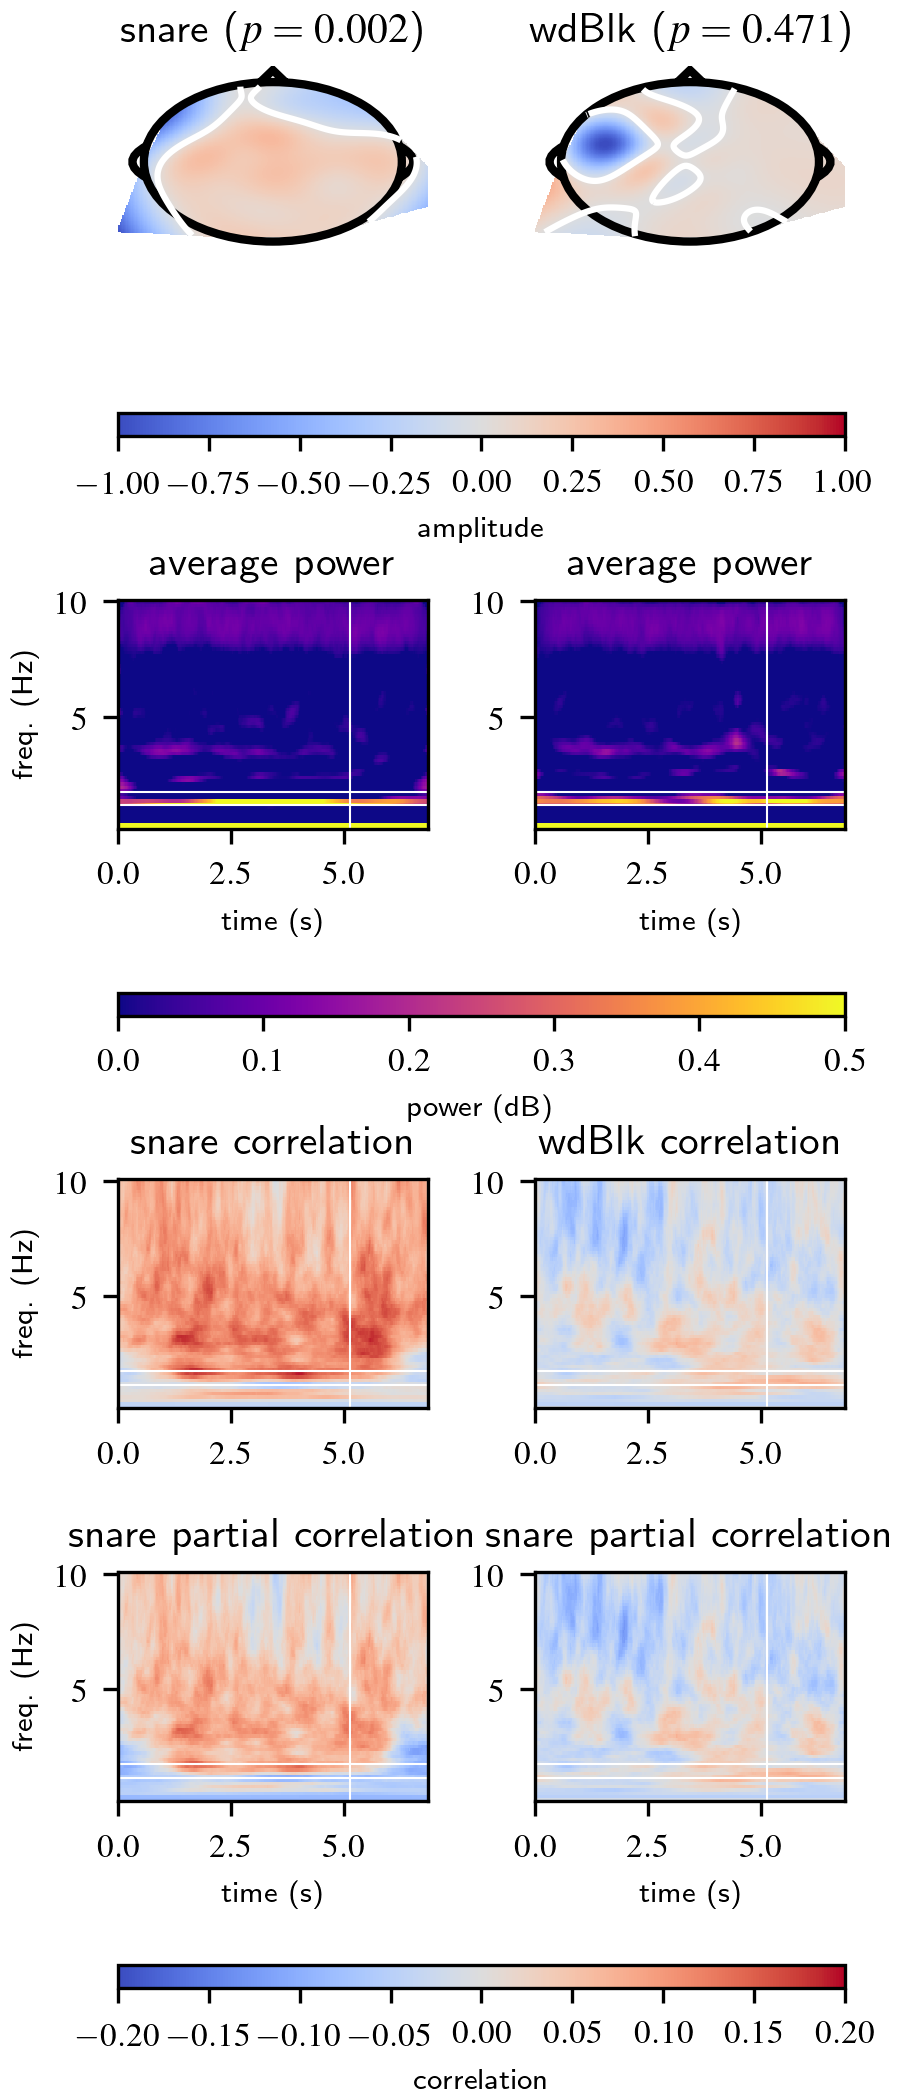 snare (p = 0.002) wdBlk (p = 0.471)
−1.00 −0.75 −0.50 −0.25 0.00 0.25 0.50 0.75 1.00
amplitude
average power average power
10 10
freq. (Hz)
5 5
0.0 2.5 5.0 0.0 2.5 5.0
time (s) time (s)
0.0 0.1 0.2 0.3 0.4 0.5
power (dB)
snare correlation wdBlk correlation
10 10
freq. (Hz)
5 5
0.0 2.5 5.0 0.0 2.5 5.0
snare partial correlation snare partial correlation
10 10
freq. (Hz)
5 5
0.0 2.5 5.0 0.0 2.5 5.0
time (s) time (s)
−0.20 −0.15 −0.10 −0.05 0.00 0.05 0.10 0.15 0.20
correlation